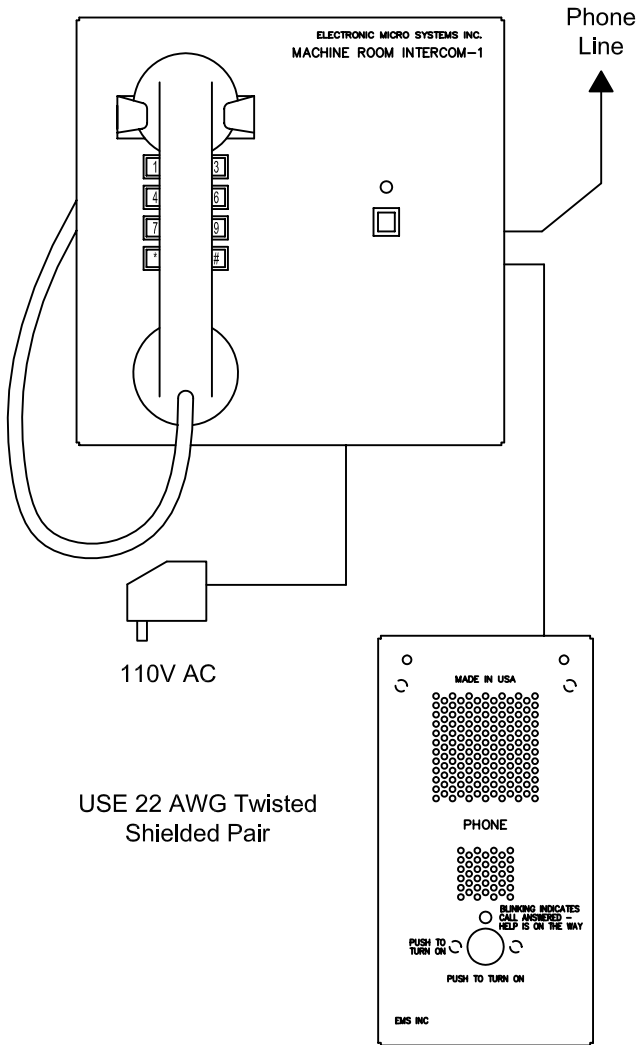 Phone
Line
ELECTRONIC MICRO SYSTEMS INC.
MACHINE ROOM INTERCOM-1
1 3
4 6
7 9
* #
110V AC
USE 22 AWG Twisted
Shielded Pair
MADE IN USA
PHONE
BLINKING INDICATES
CALL ANSWERED -
HELP IS ON THE WAY
PUSH TO
TURN ON
PUSH TO TURN ON
EMS INC